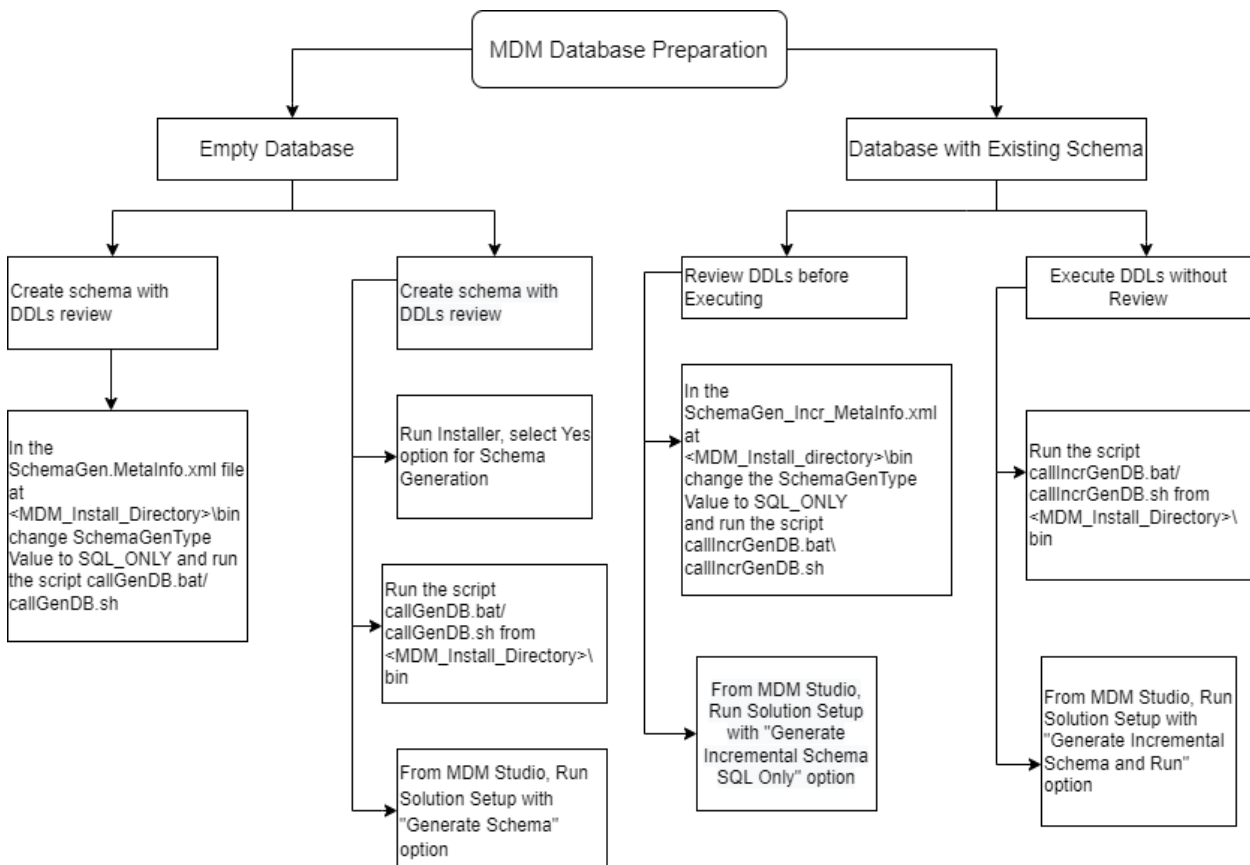 MDM Database Preparation
Empty Database
Database with Existing Schema
Create schema with
DDLs review
Create schema with
DDLs review
Review DDLs before
Executing
Execute DDLs without
Review
In the
SchemaGen.MetaInfo.xml file
at
<MDM_Install_Directory>\bin
change SchemaGenType
Value to SQL_ONLY and run
the script callGenDB.bat/
callGenDB.sh
Run Installer, select Yes
option for Schema
Generation
Run the script
callGenDB.bat/
callGenDB.sh from
<MDM_Install_Directory>\
bin
From MDM Studio, Run
Solution Setup with
"Generate Schema"
option
In the
SchemaGen_Incr_MetaInfo.xml
at
<MDM_Install_directory>\bin
change the SchemaGenType
Value to SQL_ONLY
and run the script
callIncrGenDB.bat\
callIncrGenDB.sh
From MDM Studio,
Run Solution Setup
with "Generate
Incremental Schema
SQL Only" option
Run the script
callIncrGenDB.bat/
callIncrGenDB.sh from
<MDM_Install_Directory>\
bin
From MDM Studio, Run
Solution Setup with
"Generate Incremental
Schema and Run"
option